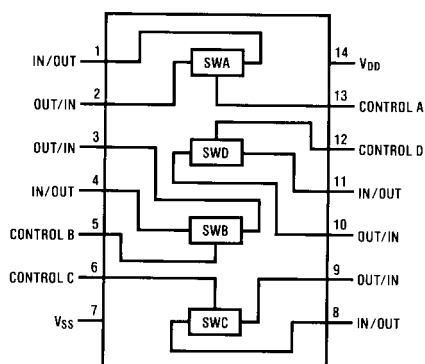 IN/OUT 1
OUT/IN 2
OUT/IN 3
IN/OUT 4
CONTROL B 5
CONTROL C 6
VSS 7
SWA
SWD
SWB
SWC
14 VDD
13 CONTROL A
12 CONTROL D
11 IN/OUT
10 OUT/IN
9 OUT/IN
8 IN/OUT